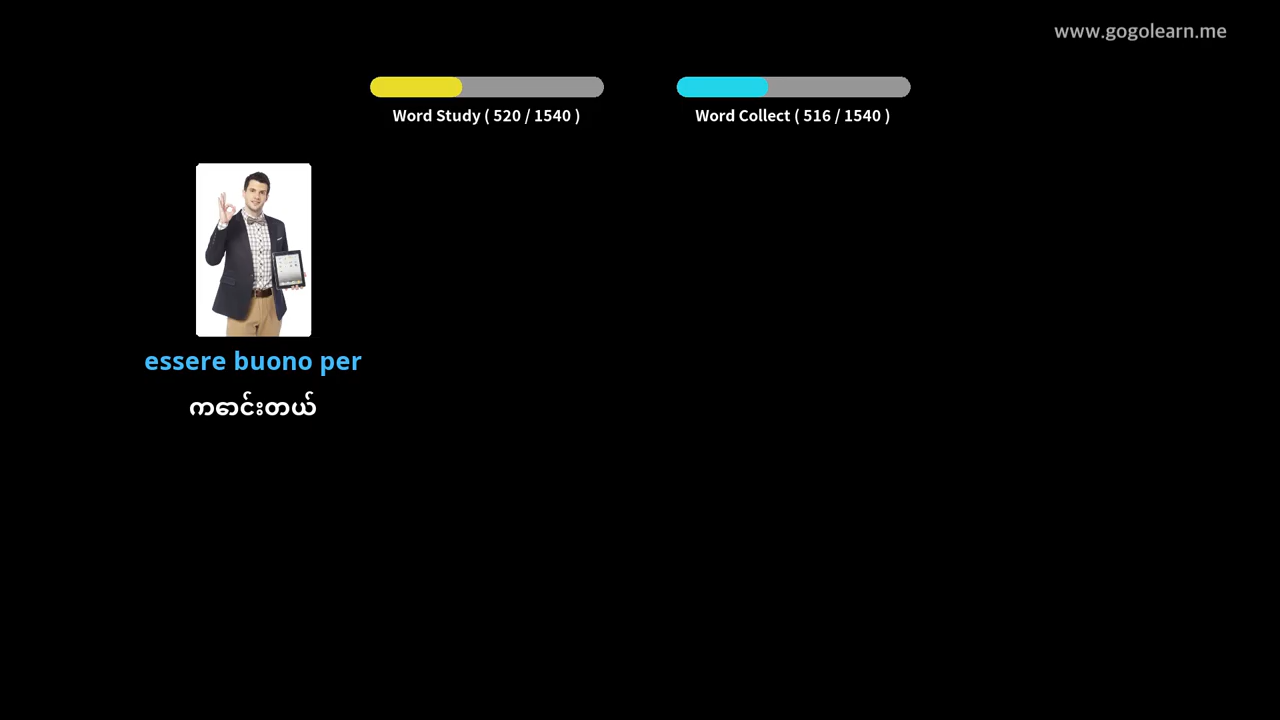 www.gogolearn.me
Word Study ( 520 / 1540 )
Word Collect ( 516 / 1540 )
essere buono per
ကောင်းတယ်